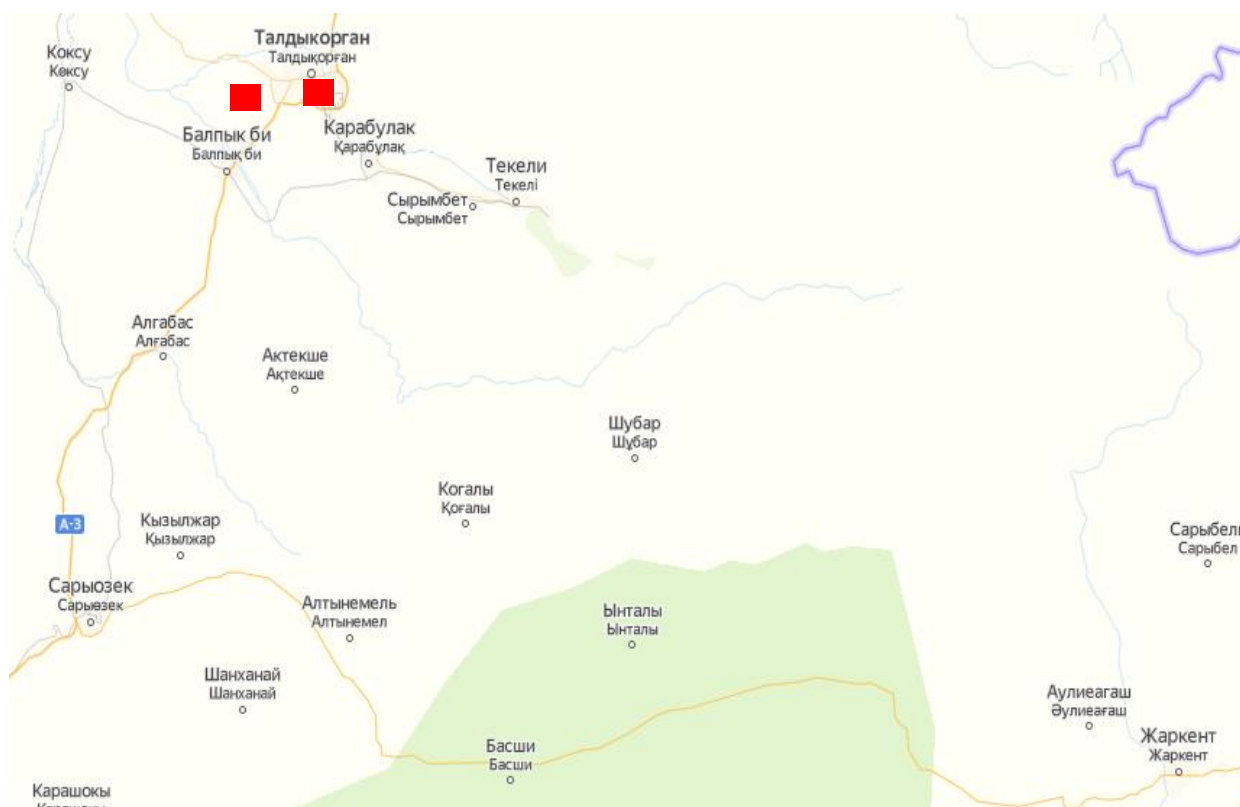 Талдыкорган
Талдықорған
Коксу
Көксу
Балпык би
Балпық би
Карабулак
Қарабұлақ
Текели
Текелі
Сырымбет
Сырымбет
Алгабас
Алғабас
Актекше
Ақтекше
Шубар
Шұбар
Когалы
Қоғалы
А-3
Кызылжар
Қызылжар
Сарыбель
Сарыбел
Сарыозек
Сарыөзек
Алтынемель
Алтынемел
Ынталы
Ынталы
Шанханай
Шанханай
Аулиеагаш
Әулиеағаш
Басши
Басши
Жаркент
Жаркент
Карашокы